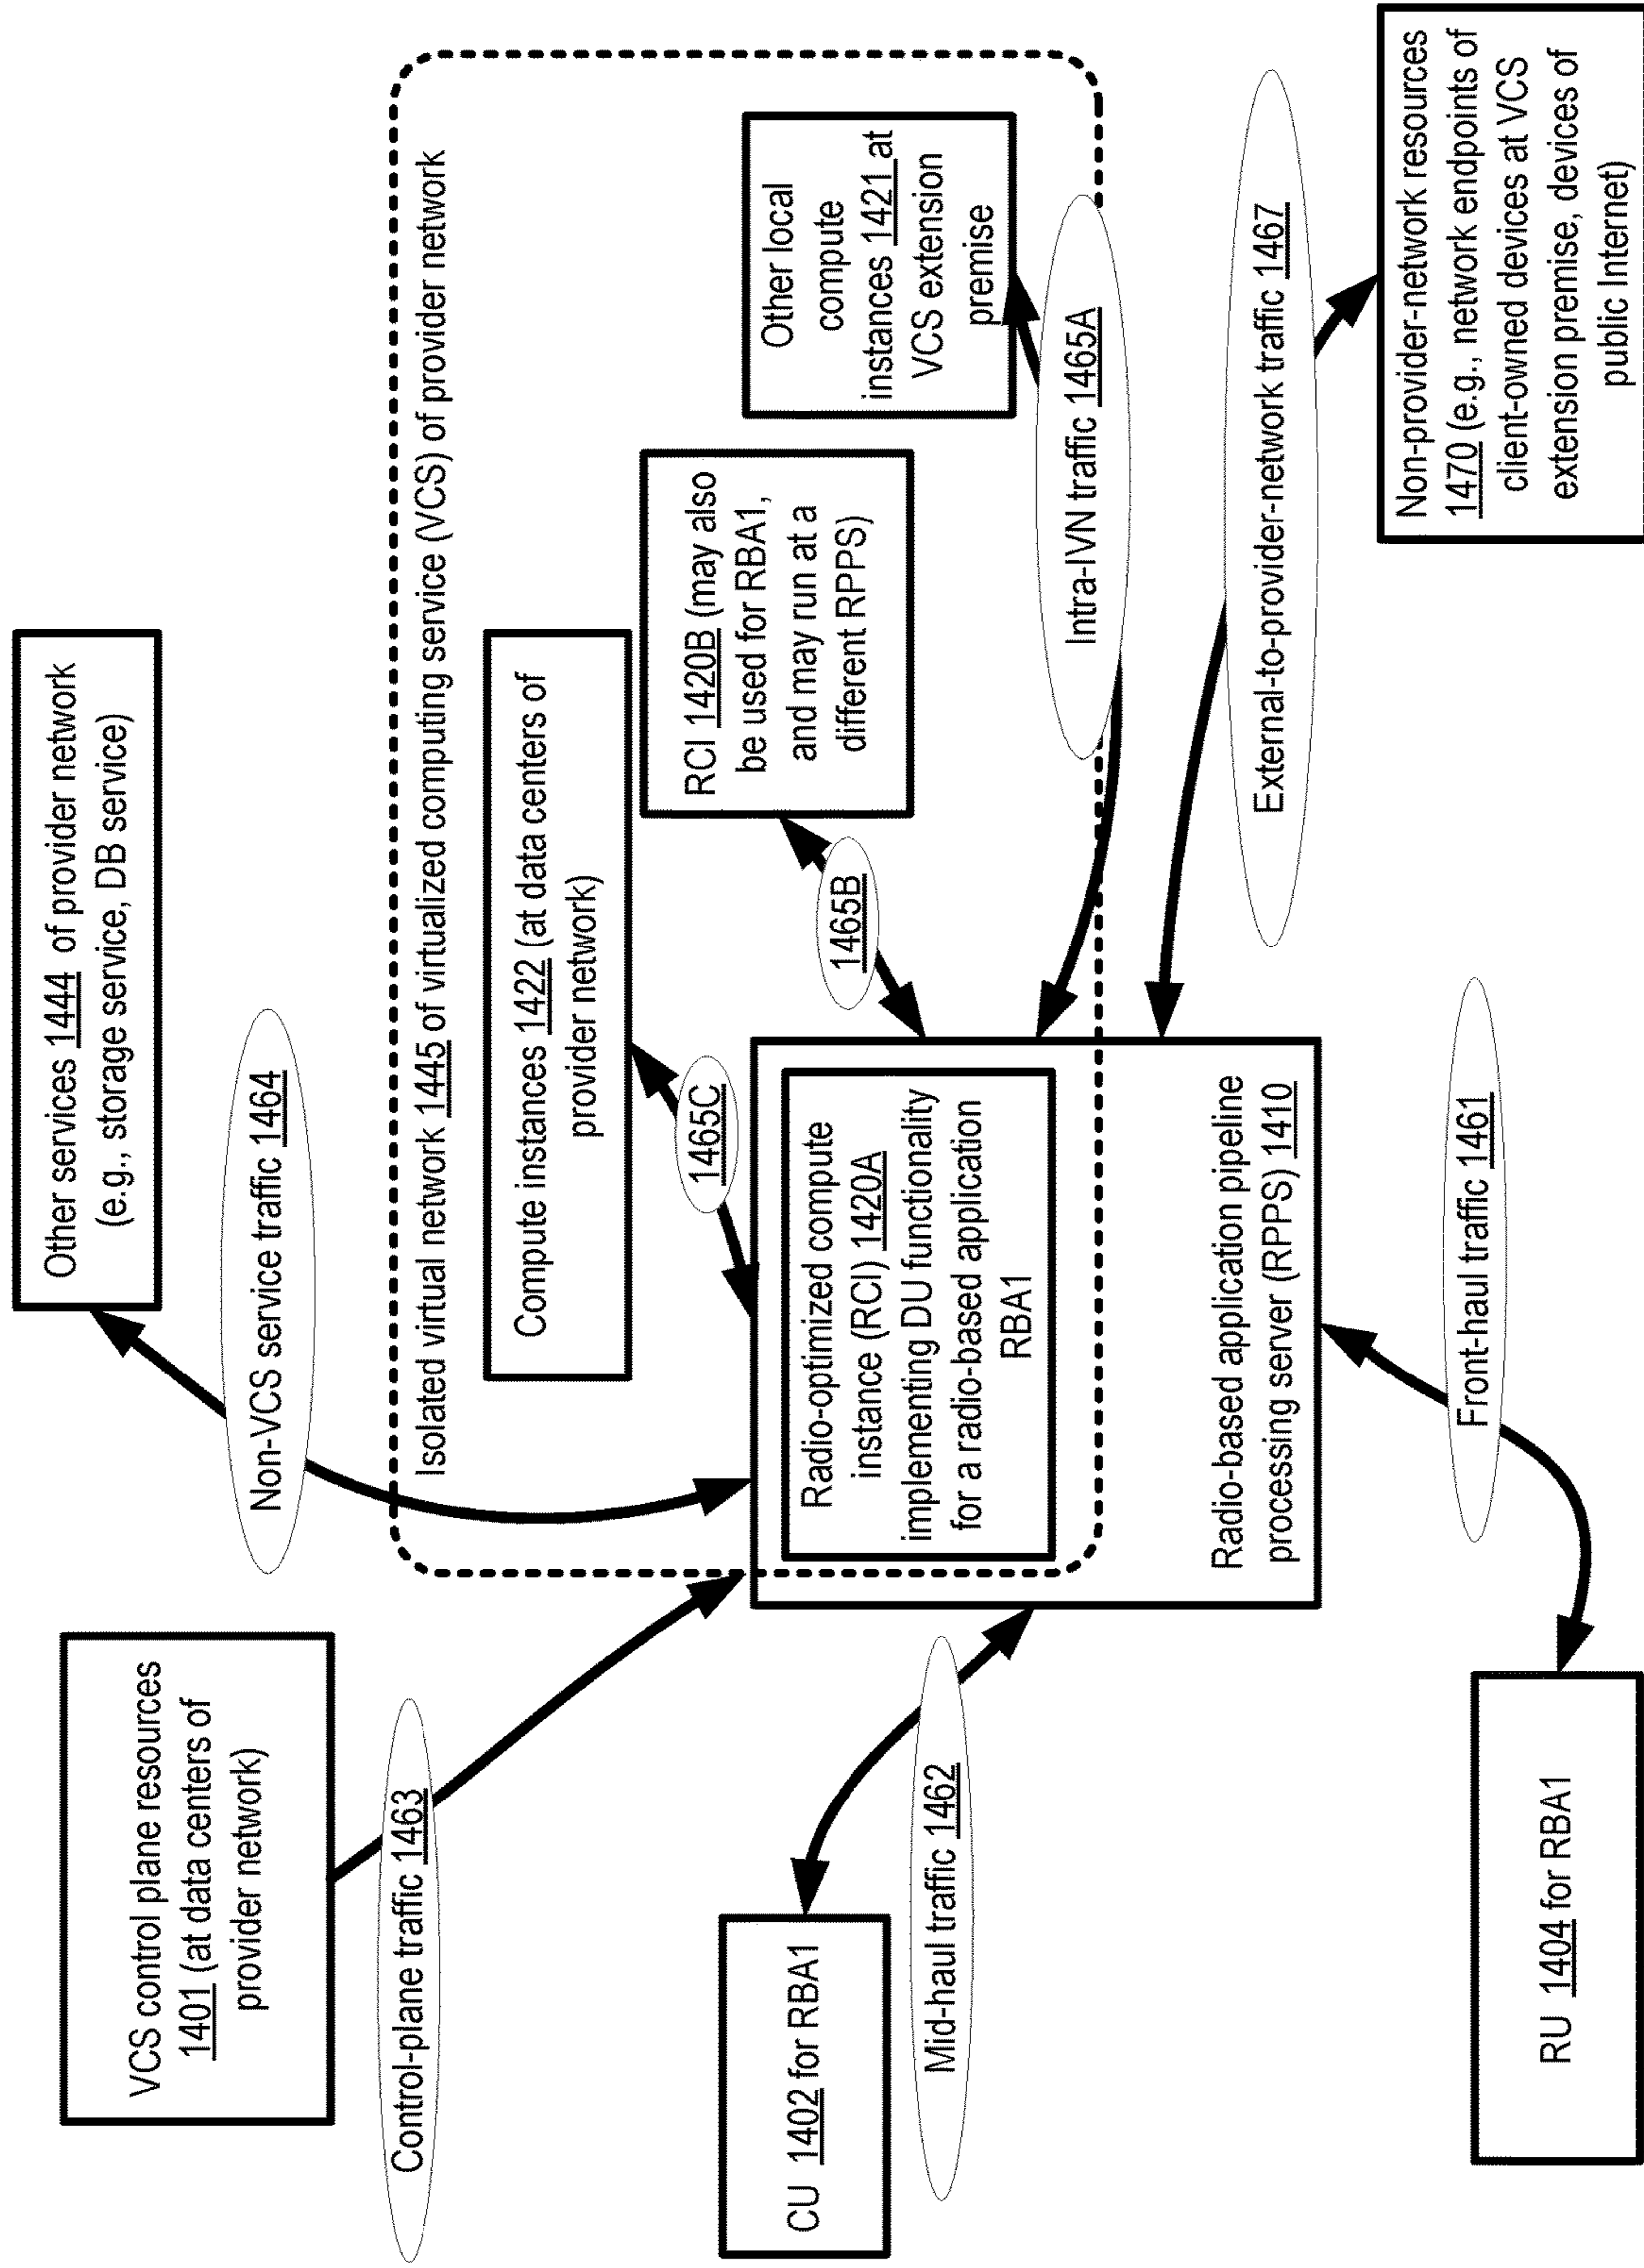 VCS control plane resources
1401 (at data centers of
provider network)
Other services 1444 of provider network
(e.g., storage service, DB service)
Control-plane traffic 1463
Non-VCS service traffic 1464
Isolated virtual network 1445 of virtualized computing service (VCS) of provider network
Compute instances 1422 (at data centers of
provider network)
1465C
RCI 1420B (may also
be used for RBA1,
and may run at a
different RPPS)
1465B
Other local
compute
instances 1421 at
VCS extension
premise
Intra-IVN traffic 1465A
CU 1402 for RBA1
Mid-haul traffic 1462
Radio-optimized compute
instance (RCI) 1420A
implementing DU functionality
for a radio-based application
RBA1
Radio-based application pipeline
processing server (RPPS) 1410
External-to-provider-network traffic 1467
RU 1404 for RBA1
Front-haul traffic 1461
Non-provider-network resources
1470 (e.g., network endpoints of
client-owned devices at VCS
extension premise, devices of
public Internet)